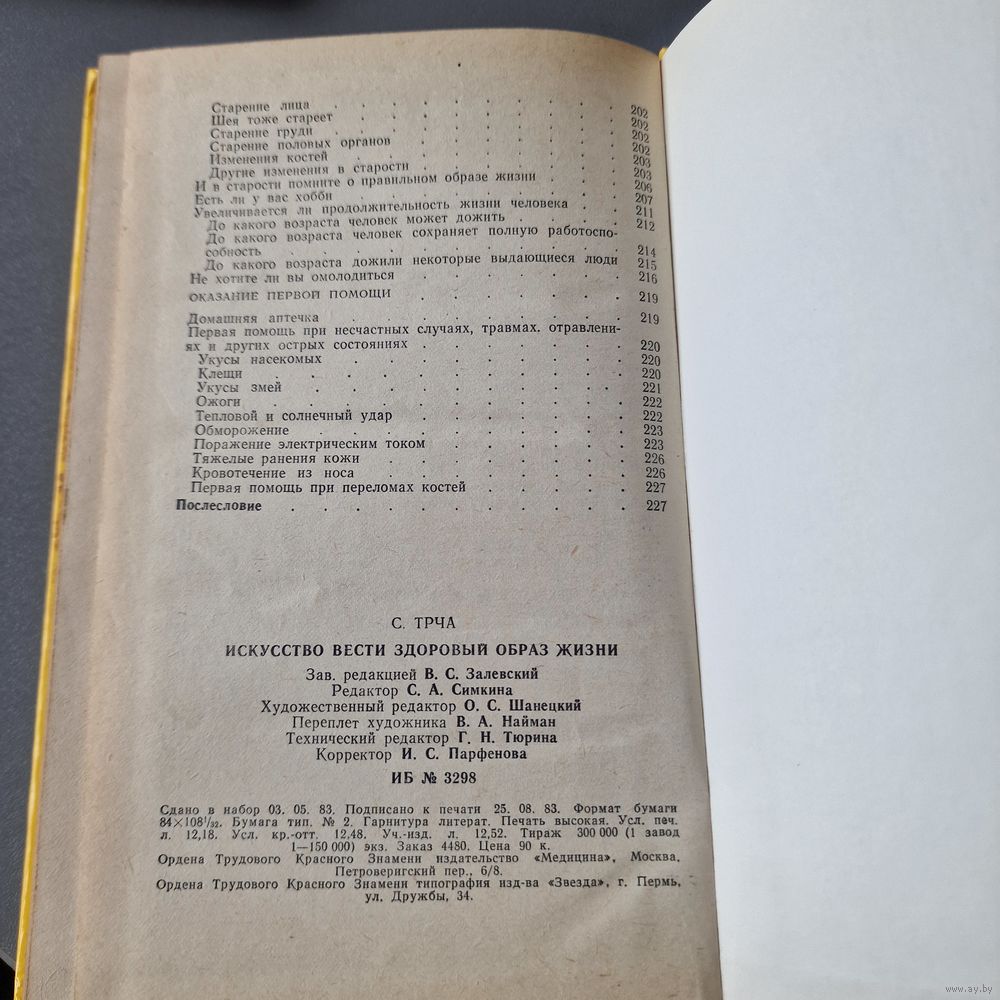 Старение лица . . . . . . . . . . 202
Шея тоже стареет . . . . . . . . . 202
Старение груди . . . . . . . . . . 202
Старение половых органов . . . . . . . 202
Изменения костей . . . . . . . . . 203
Другие изменения в старости . . . . . . . 203
И в старости помните о правильном образе жизни . . . 206
Есть ли у вас хобби . . . . . . . . . 207
Увеличивается ли продолжительность жизни человека . . 211
До какого возраста человек может дожить . . . . 212
До какого возраста человек сохраняет полную работоспо-
собность . . . . . . . . . . . 214
До какого возраста дожили некоторые выдающиеся люди 215
Не хотите ли вы омолодиться . . . . . . . 216
ОКАЗАНИЕ ПЕРВОЙ ПОМОЩИ . . . . . . . 219
Домашняя аптечка . . . . . . . . . 219
Первая помощь при несчастных случаях, травмах. отравлени-
ях и других острых состояниях . . . . . . . 220
Укусы насекомых . . . . . . . . . 220
Клещи . . . . . . . . . . . 220
Укусы змей . . . . . . . . . . 221
Ожоги . . . . . . . . . . . 222
Тепловой и солнечный удар . . . . . . . 222
Обморожение . . . . . . . . . . 223
Поражение электрическим током . . . . . . 223
Тяжелые ранения кожи . . . . . . . . 226
Кровотечение из носа . . . . . . . . 226
Первая помощь при переломах костей . . . . . 227
Послесловие . . . . . . . . . . . 227
С. ТРЧА
ИСКУССТВО ВЕСТИ ЗДОРОВЫЙ ОБРАЗ ЖИЗНИ
Зав. редакцией В. С. Залевский
Редактор С. А. Симкина
Художественный редактор О. С. Шанецкий
Переплет художника В. А. Найман
Технический редактор Г. Н. Тюрина
Корректор И. С. Парфенова
ИБ № 3298
Сдано в набор 03. 05. 83. Подписано к печати 25. 08. 83. Формат бумаги
84×108¹/₃₂. Бумага тип. № 2. Гарнитура литерат. Печать высокая. Усл. печ.
л. 12,18. Усл. кр.-отт. 12,48. Уч.-изд. л. 12,52. Тираж 300 000 (1 завод
1—150 000) экз. Заказ 4480. Цена 90 к.
Ордена Трудового Красного Знамени издательство «Медицина», Москва,
Петроверигский пер., 6/8.
Ордена Трудового Красного Знамени типография изд-ва «Звезда», г. Пермь,
ул. Дружбы, 34.
www.ay.by